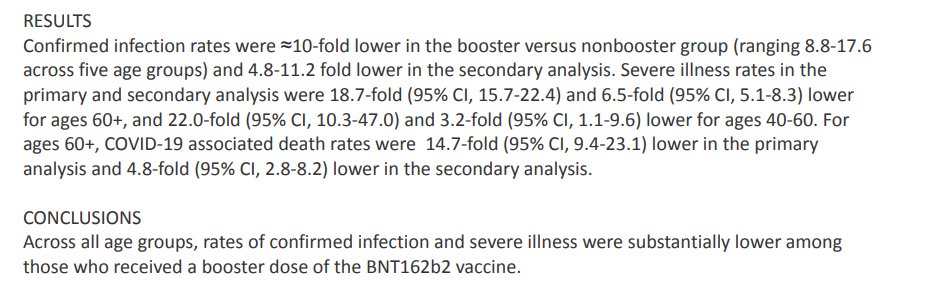 RESULTS
Confirmed infection rates were ≈10-fold lower in the booster versus nonbooster group (ranging 8.8-17.6
across five age groups) and 4.8-11.2 fold lower in the secondary analysis. Severe illness rates in the
primary and secondary analysis were 18.7-fold (95% CI, 15.7-22.4) and 6.5-fold (95% CI, 5.1-8.3) lower
for ages 60+, and 22.0-fold (95% CI, 10.3-47.0) and 3.2-fold (95% CI, 1.1-9.6) lower for ages 40-60. For
ages 60+, COVID-19 associated death rates were  14.7-fold (95% CI, 9.4-23.1) lower in the primary
analysis and 4.8-fold (95% CI, 2.8-8.2) lower in the secondary analysis.
CONCLUSIONS
Across all age groups, rates of confirmed infection and severe illness were substantially lower among
those who received a booster dose of the BNT162b2 vaccine.